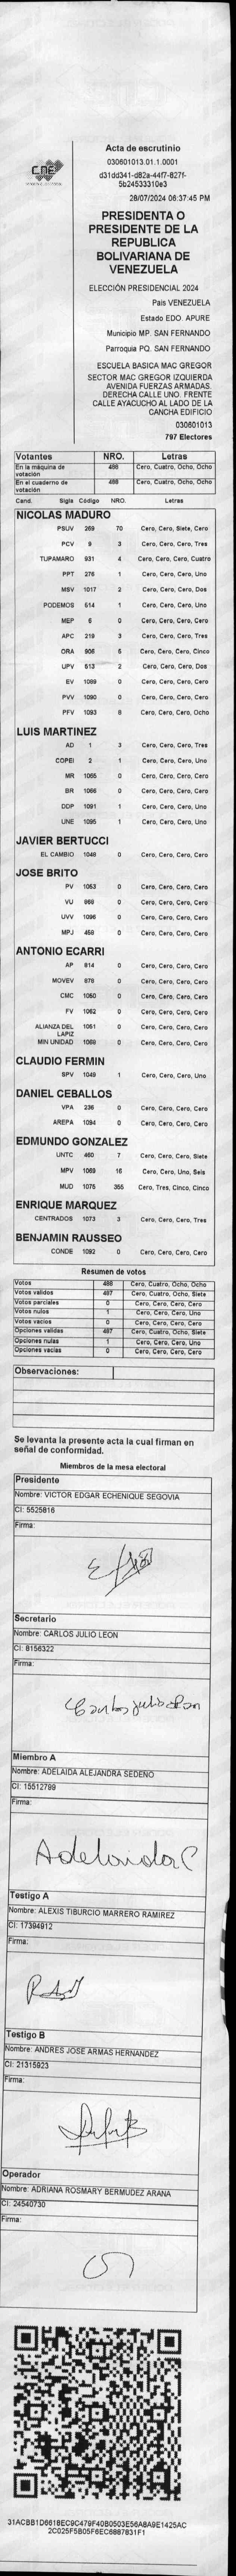 CNE
Acta de escrutinio
030601013.01.1.0001
d31dd341-d82a-44f7-827f-
5b24533310e3
28/07/2024 06:37:45 PM
PRESIDENTA O
PRESIDENTE DE LA
REPUBLICA
BOLIVARIANA DE
VENEZUELA
ELECCIÓN PRESIDENCIAL 2024
Pais VENEZUELA
Estado EDO. APURE
Municipio MP. SAN FERNANDO
Parroquia PQ. SAN FERNANDO
ESCUELA BASICA MAC GREGOR
SECTOR MAC GREGOR IZQUIERDA
AVENIDA FUERZAS ARMADAS.
DERECHA CALLE UNO. FRENTE
CALLE AYACUCHO AL LADO DE LA
CANCHA EDIFICIO
030601013
797 Electores
Votantes NRO. Letras
En la máquina de votación 488 Cero, Cuatro, Ocho, Ocho
En el cuaderno de votación 488 Cero, Cuatro, Ocho, Ocho
Cand. Sigla Código NRO. Letras
NICOLAS MADURO
PSUV 269 70 Cero, Cero, Siete, Cero
PCV 9 3 Cero, Cero, Cero, Tres
TUPAMARO 931 4 Cero, Cero, Cero, Cuatro
PPT 276 1 Cero, Cero, Cero, Uno
MSV 1017 2 Cero, Cero, Cero, Dos
PODEMOS 514 1 Cero, Cero, Cero, Uno
MEP 6 0 Cero, Cero, Cero, Cero
APC 219 3 Cero, Cero, Cero, Tres
ORA 906 5 Cero, Cero, Cero, Cinco
UPV 513 2 Cero, Cero, Cero, Dos
EV 1089 0 Cero, Cero, Cero, Cero
PVV 1090 0 Cero, Cero, Cero, Cero
PFV 1093 8 Cero, Cero, Cero, Ocho
LUIS MARTINEZ
AD 1 3 Cero, Cero, Cero, Tres
COPEI 2 1 Cero, Cero, Cero, Uno
MR 1055 0 Cero, Cero, Cero, Cero
BR 1066 0 Cero, Cero, Cero, Cero
DDP 1091 1 Cero, Cero, Cero, Uno
UNE 1095 1 Cero, Cero, Cero, Uno
JAVIER BERTUCCI
EL CAMBIO 1048 0 Cero, Cero, Cero, Cero
JOSE BRITO
PV 1053 0 Cero, Cero, Cero, Cero
VU 969 0 Cero, Cero, Cero, Cero
UVV 1096 0 Cero, Cero, Cero, Cero
MPJ 458 0 Cero, Cero, Cero, Cero
ANTONIO ECARRI
AP 814 0 Cero, Cero, Cero, Cero
MOVEV 878 0 Cero, Cero, Cero, Cero
CMC 1050 0 Cero, Cero, Cero, Cero
FV 1062 0 Cero, Cero, Cero, Cero
ALIANZA DEL LAPIZ 1061 0 Cero, Cero, Cero, Cero
MIN UNIDAD 1069 0 Cero, Cero, Cero, Cero
CLAUDIO FERMIN
SPV 1049 1 Cero, Cero, Cero, Uno
DANIEL CEBALLOS
VPA 236 0 Cero, Cero, Cero, Cero
AREPA 1094 0 Cero, Cero, Cero, Cero
EDMUNDO GONZALEZ
UNTC 460 7 Cero, Cero, Cero, Siete
MPV 1069 16 Cero, Cero, Uno, Seis
MUD 1075 355 Cero, Tres, Cinco, Cinco
ENRIQUE MARQUEZ
CENTRADOS 1073 3 Cero, Cero, Cero, Tres
BENJAMIN RAUSSEO
CONDE 1092 0 Cero, Cero, Cero, Cero
Resumen de votos
Votos 488 Cero, Cuatro, Ocho, Ocho
Votos validos 487 Cero, Cuatro, Ocho, Siete
Votos parciales 0 Cero, Cero, Cero, Cero
Votos nulos 1 Cero, Cero, Cero, Uno
Votos vacios 0 Cero, Cero, Cero, Cero
Opciones validas 487 Cero, Cuatro, Ocho, Siete
Opciones nulas 1 Cero, Cero, Cero, Uno
Opciones vacias 0 Cero, Cero, Cero, Cero
Observaciones:
Se levanta la presente acta la cual firman en
señal de conformidad.
Miembros de la mesa electoral
Presidente
Nombre: VICTOR EDGAR ECHENIQUE SEGOVIA
CI: 5525816
Firma:
Secretario
Nombre: CARLOS JULIO LEON
CI: 8156322
Firma:
Carlos julio
Miembro A
Nombre: ADELAIDA ALEJANDRA SEDEÑO
CI: 15512799
Firma:
Adelaida
Testigo A
Nombre: ALEXIS TIBURCIO MARRERO RAMIREZ
CI: 17394912
Firma:
Testigo B
Nombre: ANDRES JOSE ARMAS HERNANDEZ
CI: 21315923
Firma:
Operador
Nombre: ADRIANA ROSMARY BERMUDEZ ARANA
CI: 24540730
Firma:
31ACBB1D6618EC9C479F40B0503E56A8A9E1425AC
2C025F5B05F6EC6887831F1